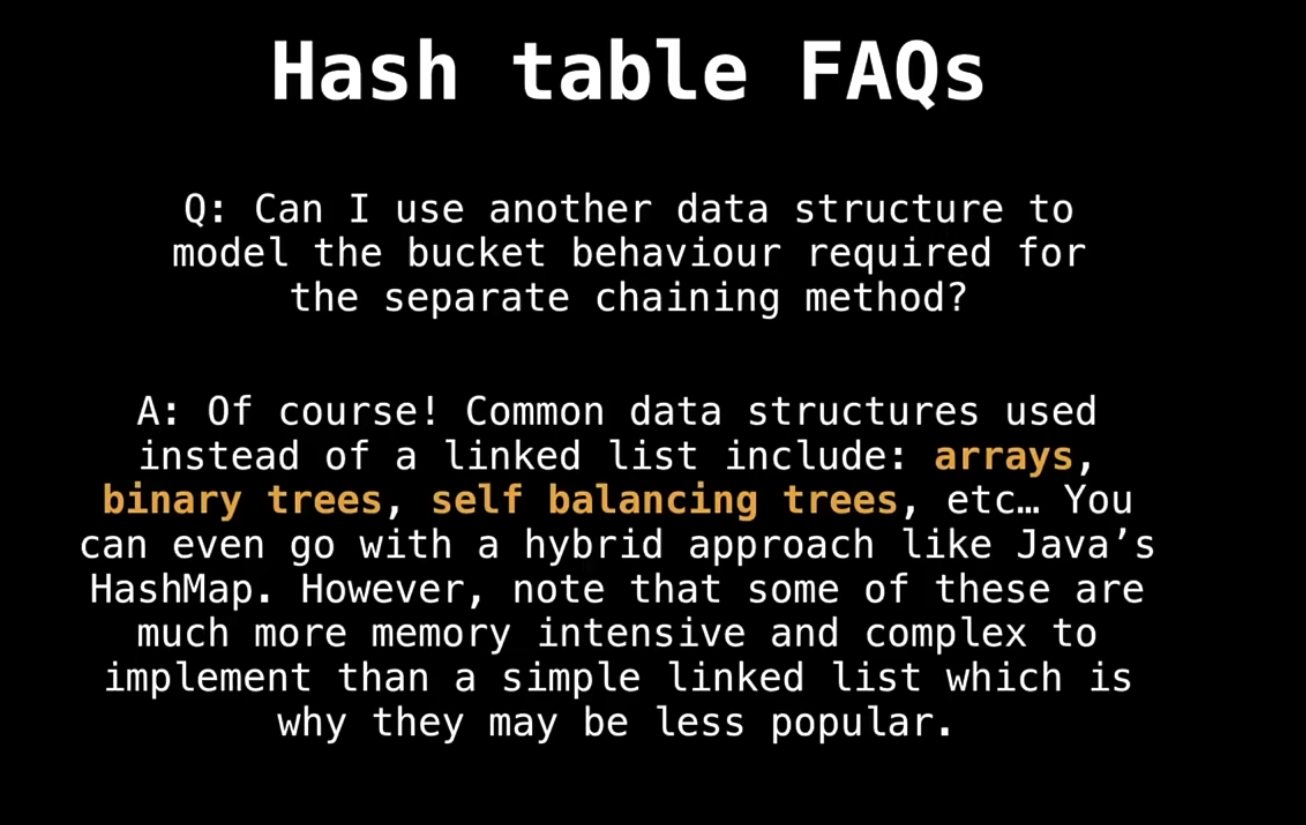 Hash table FAQs
Q: Can I use another data structure to
model the bucket behaviour required for
the separate chaining method?
A: Of course! Common data structures used
instead of a linked list include: arrays,
binary trees, self balancing trees, etc… You
can even go with a hybrid approach like Java’s
HashMap. However, note that some of these are
much more memory intensive and complex to
implement than a simple linked list which is
why they may be less popular.